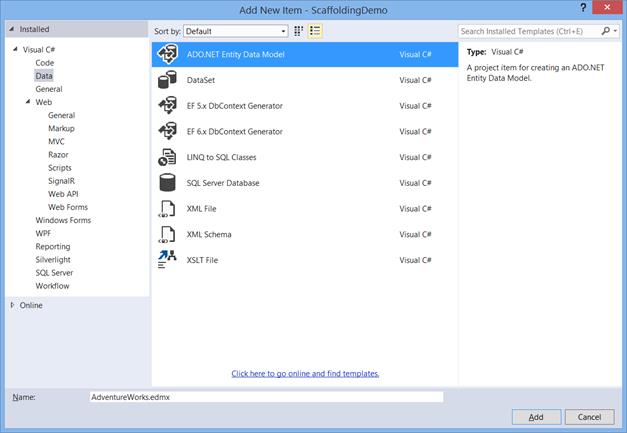 Add New Item - ScaffoldingDemo
? ×
Installed
Sort by: Default
Search Installed Templates (Ctrl+E)
Visual C#
Code
Data
General
Web
General
Markup
MVC
Razor
Scripts
SignalR
Web API
Web Forms
Windows Forms
WPF
Reporting
Silverlight
SQL Server
Workflow
Online
ADO.NET Entity Data Model Visual C#
DataSet Visual C#
EF 5.x DbContext Generator Visual C#
EF 6.x DbContext Generator Visual C#
LINQ to SQL Classes Visual C#
SQL Server Database Visual C#
XML File Visual C#
XML Schema Visual C#
XSLT File Visual C#
Click here to go online and find templates.
Type: Visual C#
A project item for creating an ADO.NET
Entity Data Model.
Name: AdventureWorks.edmx
Add Cancel